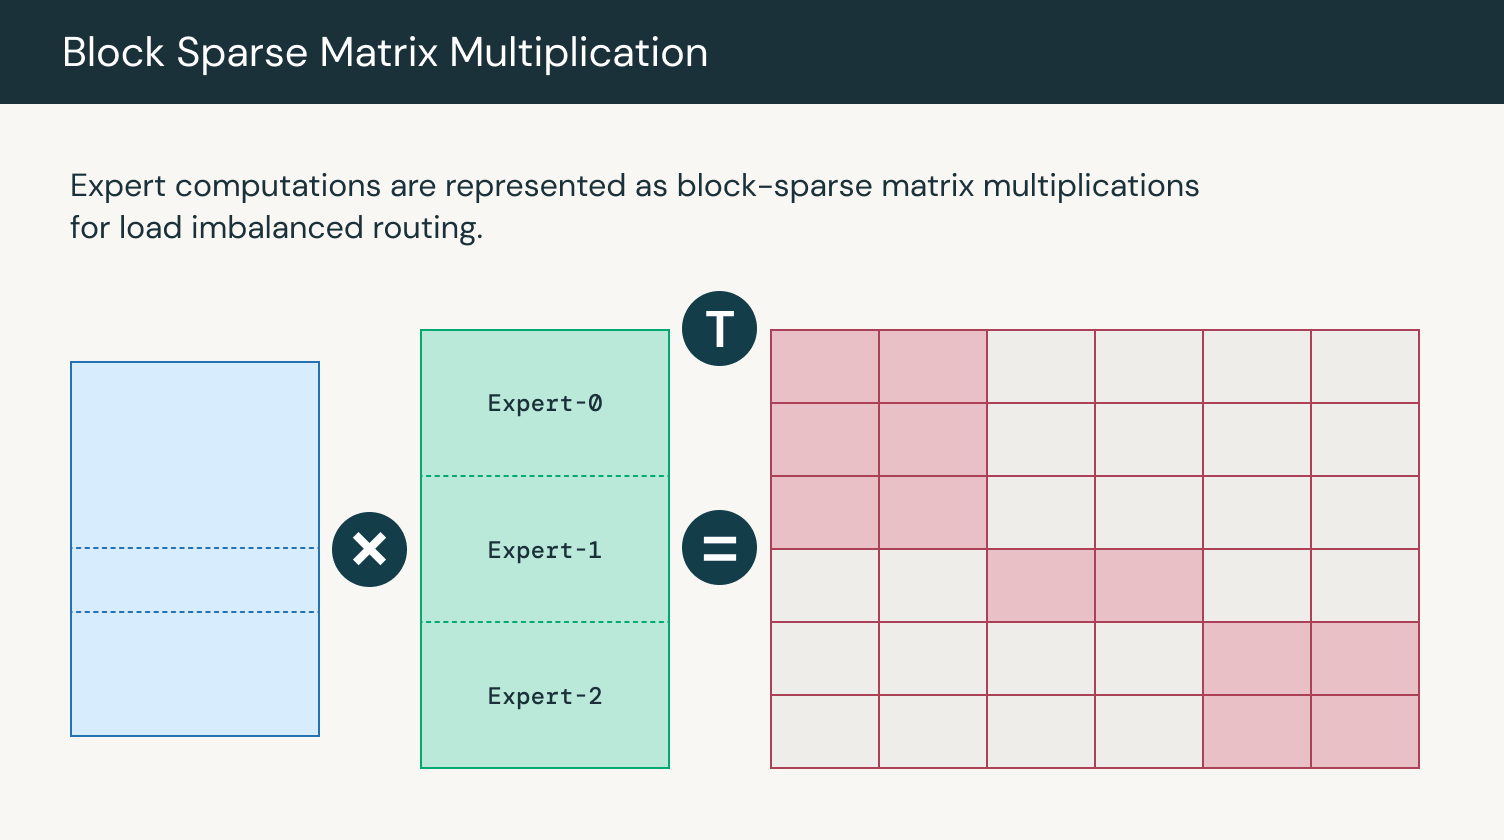 Block Sparse Matrix Multiplication
Expert computations are represented as block-sparse matrix multiplications
for load imbalanced routing.
T
Expert-0
Expert-1
×
=
Expert-2